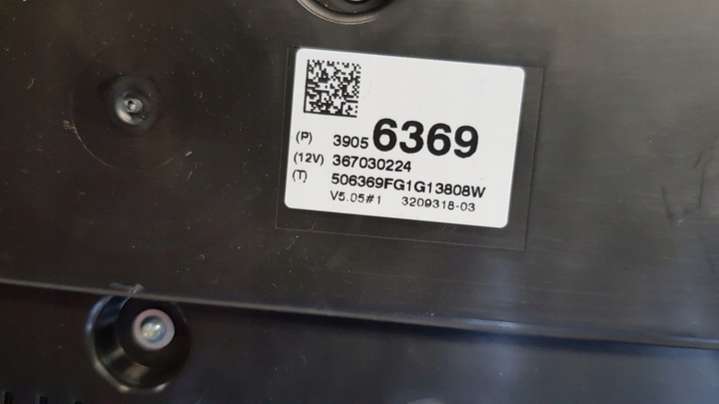 (P) 3905 6369
(12V) 367030224
(T) 506369FG1G13808W
V5.05#1 3209318-03